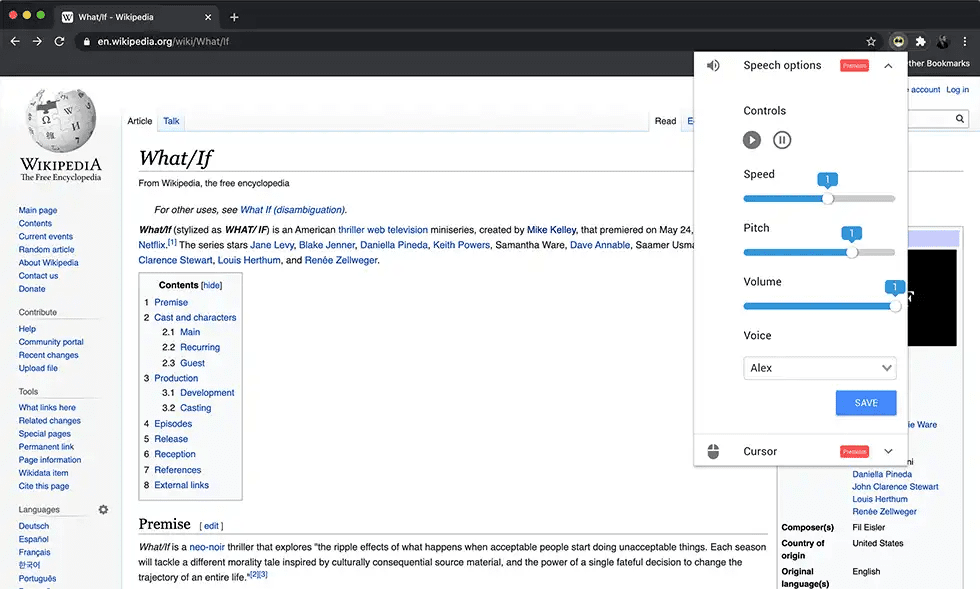 What/If - Wikipedia
en.wikipedia.org/wiki/What/If
ther Bookmarks
account Log in
WIKIPEDIA
The Free Encyclopedia
Main page
Contents
Current events
Random article
About Wikipedia
Contact us
Donate
Contribute
Help
Community portal
Recent changes
Upload file
Tools
What links here
Related changes
Special pages
Permanent link
Page information
Wikidata item
Cite this page
Languages
Deutsch
Español
Français
한국어
Português
Article Talk
Read E
What/If
From Wikipedia, the free encyclopedia
For other uses, see What If (disambiguation).
What/If (stylized as WHAT/ IF) is an American thriller web television miniseries, created by Mike Kelley, that premiered on May 24,
Netflix.[1] The series stars Jane Levy, Blake Jenner, Daniella Pineda, Keith Powers, Samantha Ware, Dave Annable, Saamer Usma
Clarence Stewart, Louis Herthum, and Renée Zellweger.
Contents [hide]
1 Premise
2 Cast and characters
2.1 Main
2.2 Recurring
2.3 Guest
3 Production
3.1 Development
3.2 Casting
4 Episodes
5 Release
6 Reception
7 References
8 External links
Premise [ edit ]
What/If is a neo-noir thriller that explores "the ripple effects of what happens when acceptable people start doing unacceptable things. Each season
will tackle a different morality tale inspired by culturally consequential source material, and the power of a single fateful decision to change the
trajectory of an entire life."[2][3]
Speech options Premium
Controls
Speed
1
Pitch
1
Volume
1
Voice
Alex
SAVE
Cursor Premium
ie Ware
ni
Daniella Pineda
John Clarence Stewart
Louis Herthum
Renée Zellweger
Composer(s) Fil Eisler
Country of United States
origin
Original English
language(s)